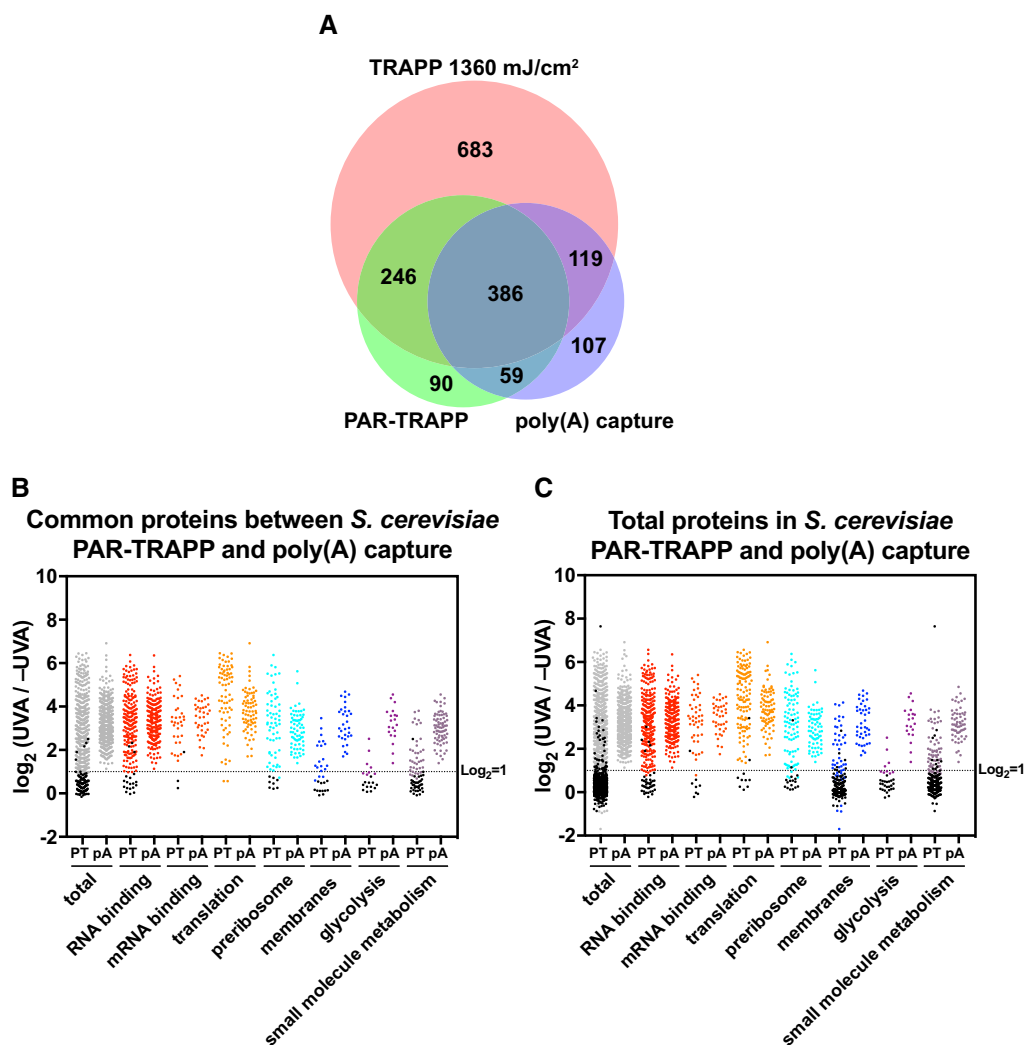 A
TRAPP 1360 mJ/cm²
683
246
386
119
107
90
59
PAR-TRAPP
poly(A) capture
B
Common proteins between S. cerevisiae
PAR-TRAPP and poly(A) capture
log₂ (UVA / –UVA)
10
8
6
4
2
0
-2
Log₂=1
PT pA PT pA PT pA PT pA PT pA PT pA PT pA PT pA
total
RNA binding
mRNA binding
translation
preribosome
membranes
glycolysis
small molecule metabolism
C
Total proteins in S. cerevisiae
PAR-TRAPP and poly(A) capture
log₂ (UVA / –UVA)
10
8
6
4
2
0
-2
Log₂=1
PT pA PT pA PT pA PT pA PT pA PT pA PT pA PT pA
total
RNA binding
mRNA binding
translation
preribosome
membranes
glycolysis
small molecule metabolism